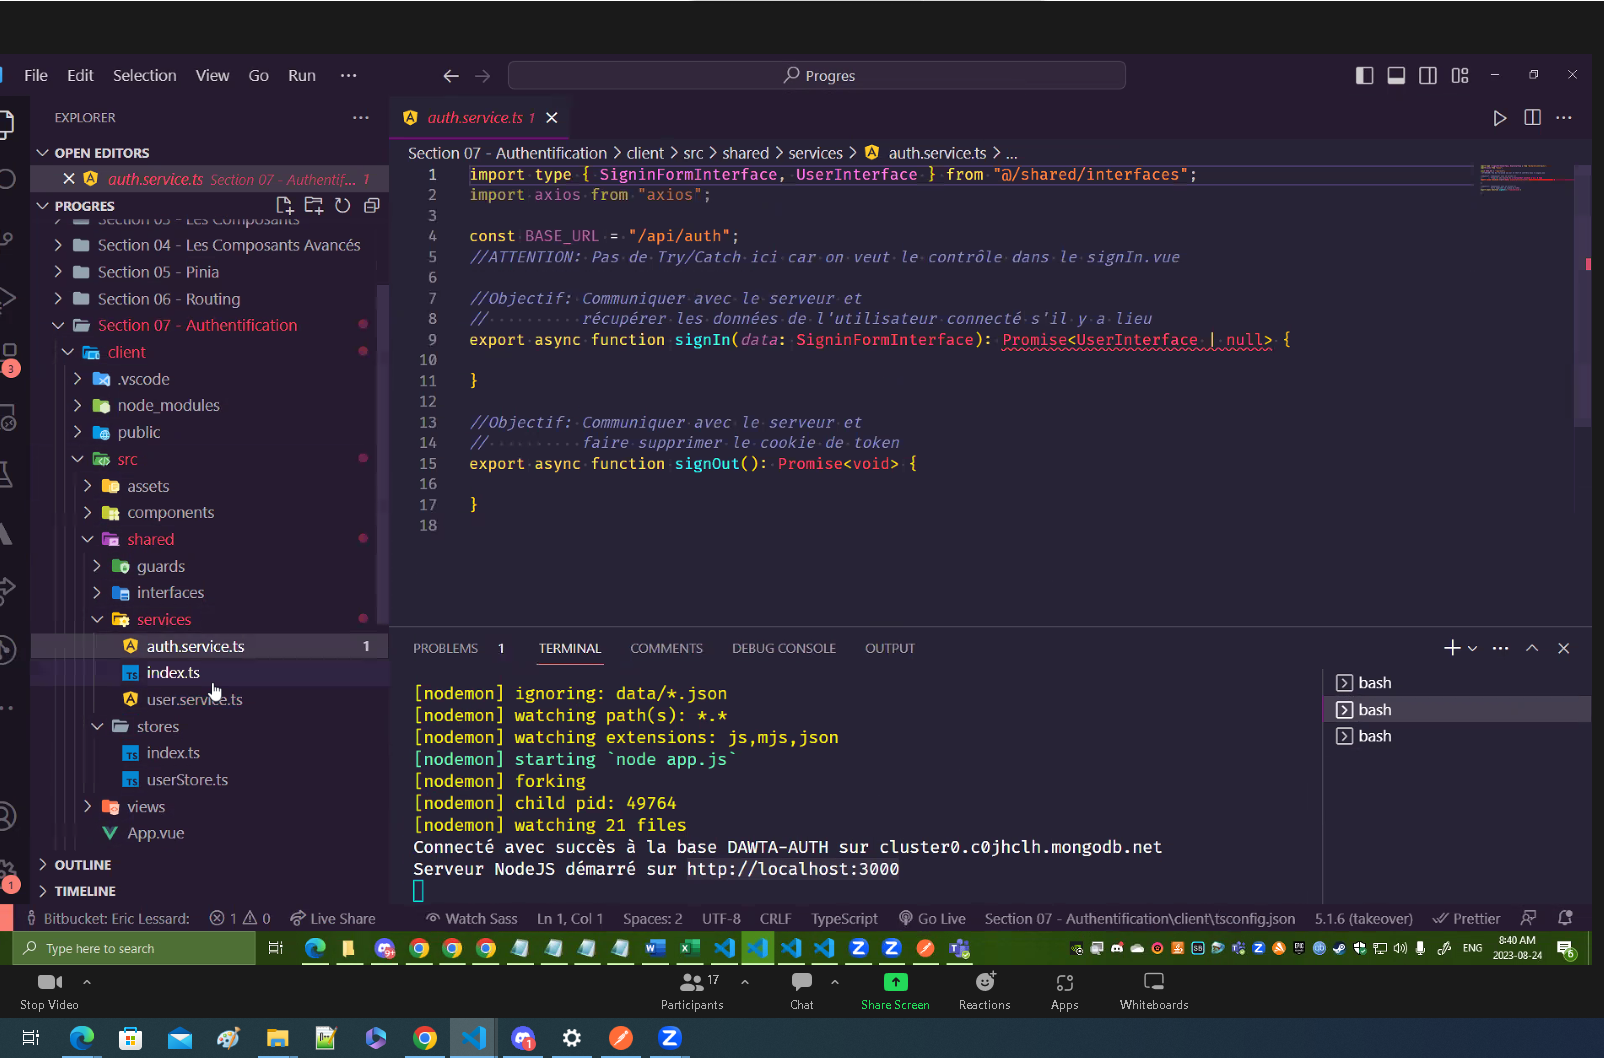 File Edit Selection View Go Run ···
Progres
EXPLORER ···
OPEN EDITORS
auth.service.ts Section 07 - Authentif... 1
PROGRES
Section 03 - Les Composants
Section 04 - Les Composants Avancés
Section 05 - Pinia
Section 06 - Routing
Section 07 - Authentification
client
.vscode
node_modules
public
src
assets
components
shared
guards
interfaces
services
auth.service.ts 1
index.ts
user.service.ts
stores
index.ts
userStore.ts
views
App.vue
OUTLINE
TIMELINE
3
1
auth.service.ts 1
Section 07 - Authentification > client > src > shared > services > auth.service.ts > ...
1 import type { SigninFormInterface, UserInterface } from "@/shared/interfaces";
2 import axios from "axios";
3
4 const BASE_URL = "/api/auth";
5 //ATTENTION: Pas de Try/Catch ici car on veut le contrôle dans le signIn.vue
6
7 //Objectif: Communiquer avec le serveur et
8 // récupérer les données de l'utilisateur connecté s'il y a lieu
9 export async function signIn(data: SigninFormInterface): Promise<UserInterface | null> {
10
11 }
12
13 //Objectif: Communiquer avec le serveur et
14 // faire supprimer le cookie de token
15 export async function signOut(): Promise<void> {
16
17 }
18
PROBLEMS 1 TERMINAL COMMENTS DEBUG CONSOLE OUTPUT
[nodemon] ignoring: data/*.json
[nodemon] watching path(s): *.*
[nodemon] watching extensions: js,mjs,json
[nodemon] starting `node app.js`
[nodemon] forking
[nodemon] child pid: 49764
[nodemon] watching 21 files
Connecté avec succès à la base DAWTA-AUTH sur cluster0.c0jhclh.mongodb.net
Serveur NodeJS démarré sur http://localhost:3000
bash
bash
bash
Bitbucket: Eric Lessard: 1 0 Live Share Watch Sass Ln 1, Col 1 Spaces: 2 UTF-8 CRLF TypeScript Go Live Section 07 - Authentification\client\tsconfig.json 5.1.6 (takeover) Prettier
Type here to search
ENG
8:40 AM
2023-08-24
6
Stop Video
17
Participants
Chat
Share Screen
Reactions
Apps
Whiteboards